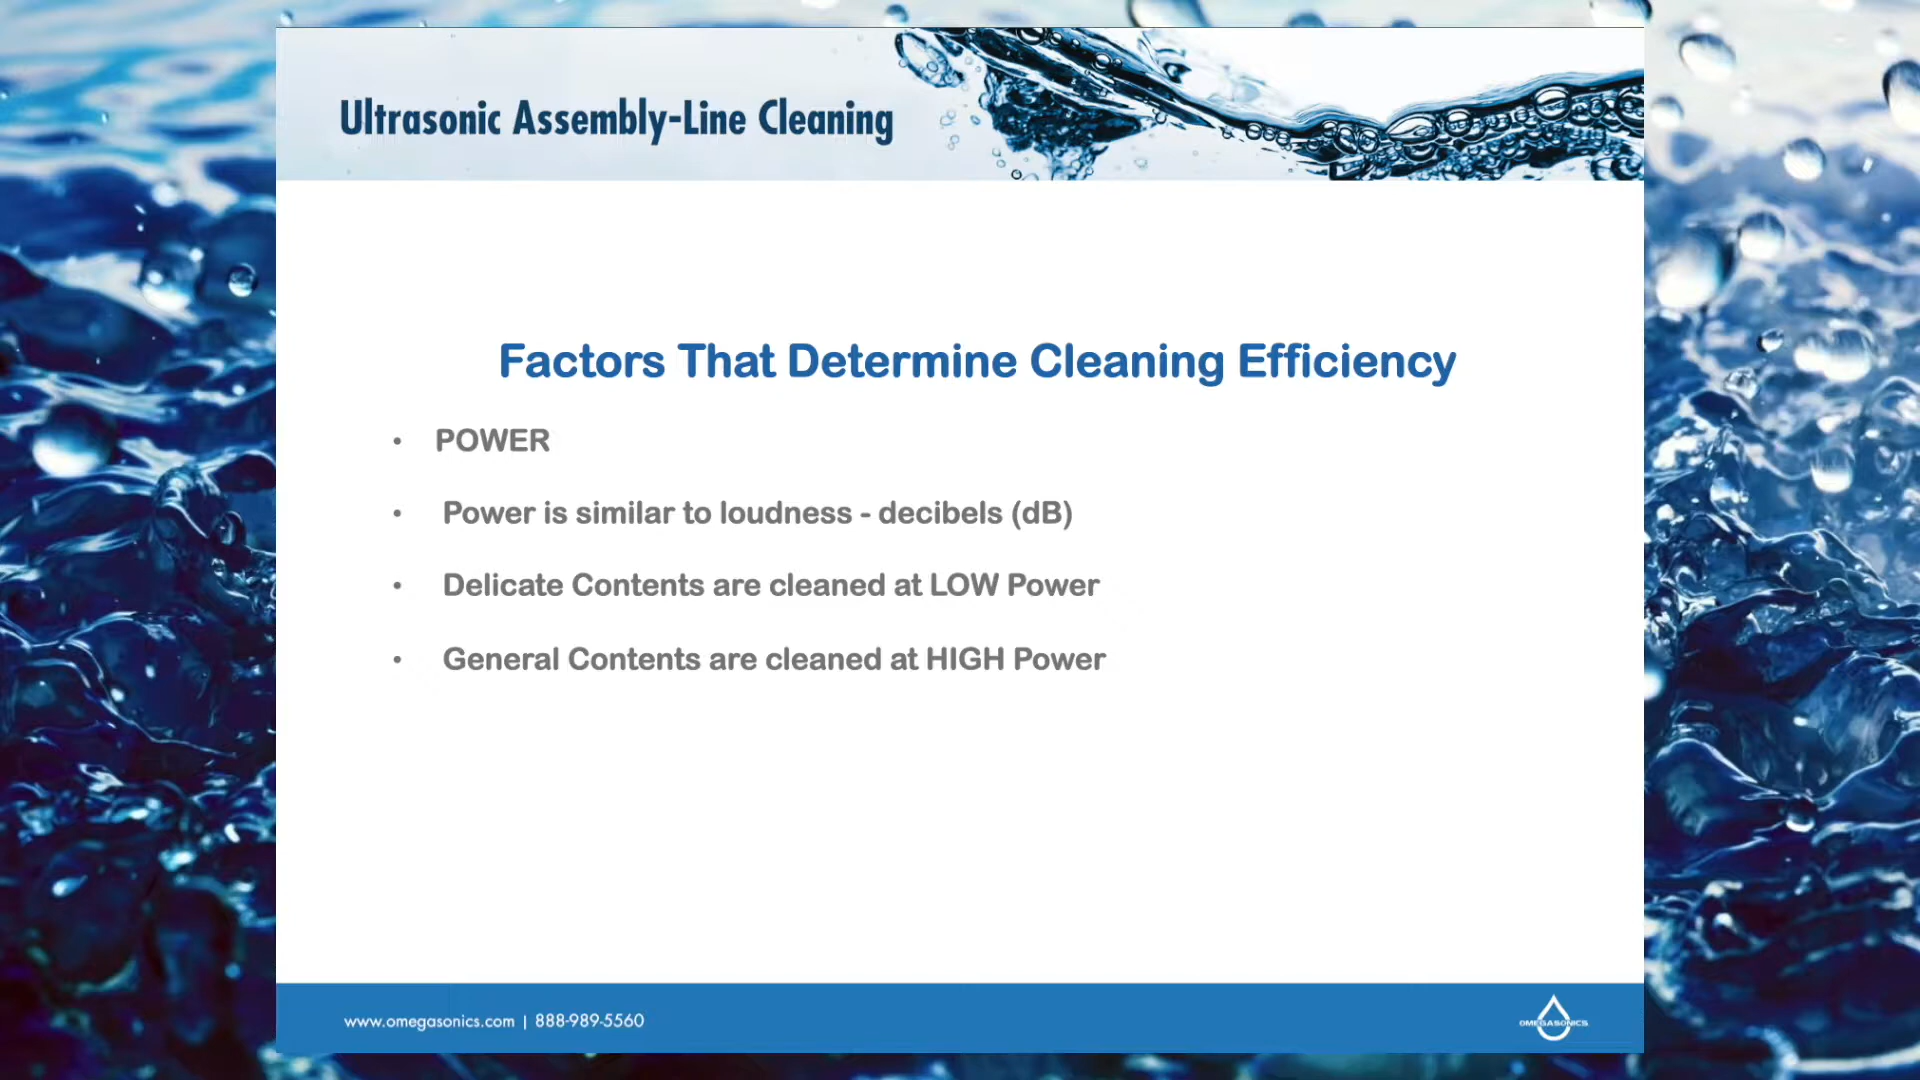 Ultrasonic Assembly-Line Cleaning
Factors That Determine Cleaning Efficiency
• POWER
• Power is similar to loudness - decibels (dB)
• Delicate Contents are cleaned at LOW Power
• General Contents are cleaned at HIGH Power
www.omegasonics.com | 888-989-5560
OMEGASONICS